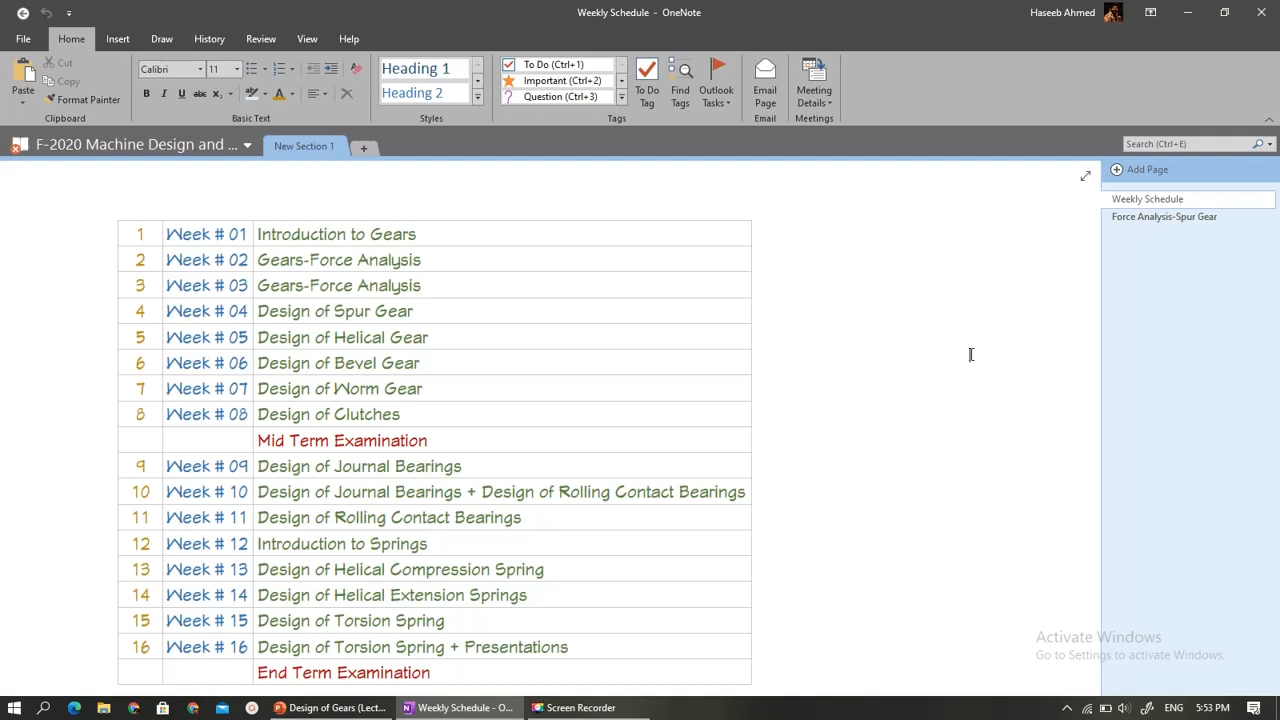 Weekly Schedule - OneNote
Haseeb Ahmed
File Home Insert Draw History Review View Help
Paste
Cut
Copy
Format Painter
Clipboard
Calibri 11
B I U abc X₂ A
Basic Text
Heading 1
Heading 2
Styles
To Do (Ctrl+1)
Important (Ctrl+2)
Question (Ctrl+3)
To Do Tag
Find Tags
Outlook Tasks
Tags
Email Page
Email
Meeting Details
Meetings
F-2020 Machine Design and ...
New Section 1
Search (Ctrl+E)
Add Page
Weekly Schedule
Force Analysis-Spur Gear
1 Week # 01 Introduction to Gears
2 Week # 02 Gears-Force Analysis
3 Week # 03 Gears-Force Analysis
4 Week # 04 Design of Spur Gear
5 Week # 05 Design of Helical Gear
6 Week # 06 Design of Bevel Gear
7 Week # 07 Design of Worm Gear
8 Week # 08 Design of Clutches
Mid Term Examination
9 Week # 09 Design of Journal Bearings
10 Week # 10 Design of Journal Bearings + Design of Rolling Contact Bearings
11 Week # 11 Design of Rolling Contact Bearings
12 Week # 12 Introduction to Springs
13 Week # 13 Design of Helical Compression Spring
14 Week # 14 Design of Helical Extension Springs
15 Week # 15 Design of Torsion Spring
16 Week # 16 Design of Torsion Spring + Presentations
End Term Examination
Activate Windows
Go to Settings to activate Windows.
Design of Gears (Lect...
Weekly Schedule - O...
Screen Recorder
ENG 5:53 PM